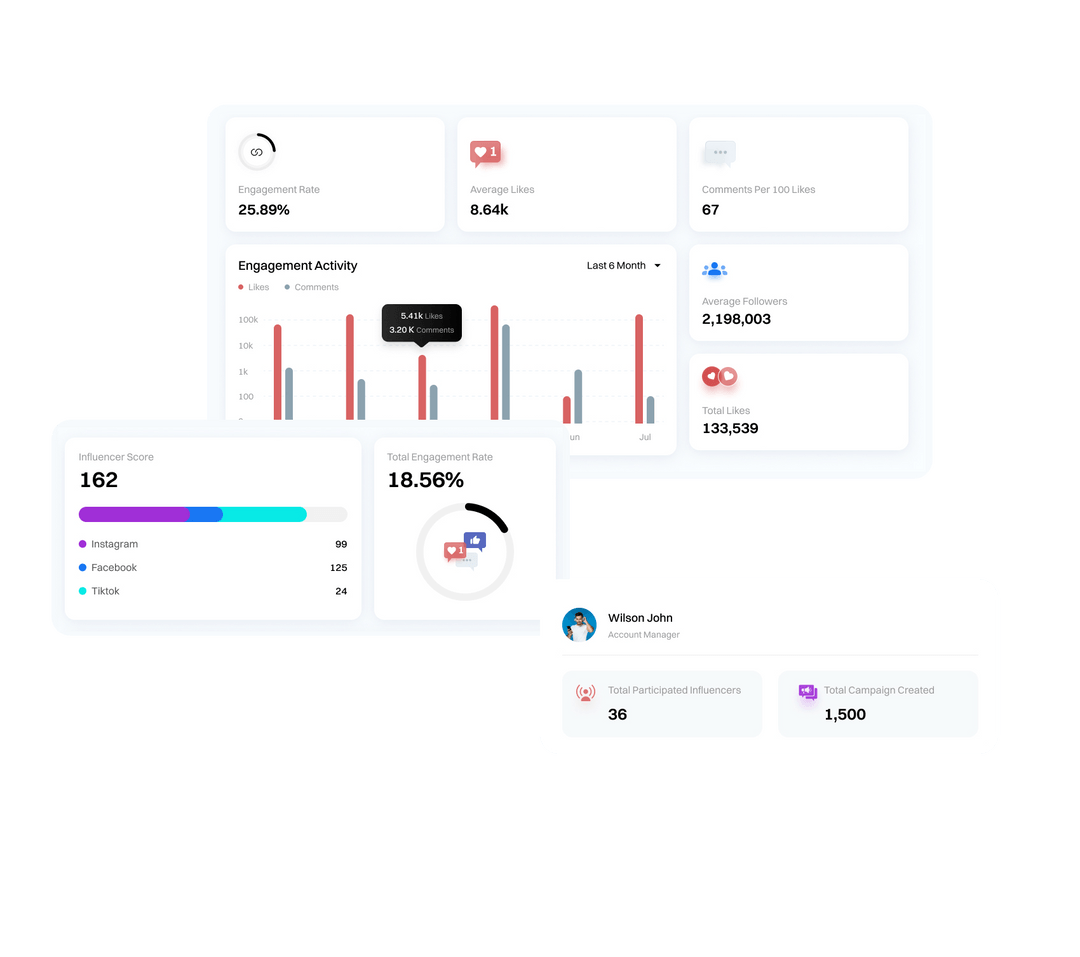 Engagement Rate
25.89%
1
Average Likes
8.64k
Comments Per 100 Likes
67
Engagement Activity
Last 6 Month
Likes
Comments
5.41k Likes
3.20 K Comments
100k
10k
1k
100
un
Jul
Average Followers
2,198,003
Total Likes
133,539
Influencer Score
162
Instagram 99
Facebook 125
Tiktok 24
Total Engagement Rate
18.56%
1
Wilson John
Account Manager
Total Participated Influencers
36
Total Campaign Created
1,500